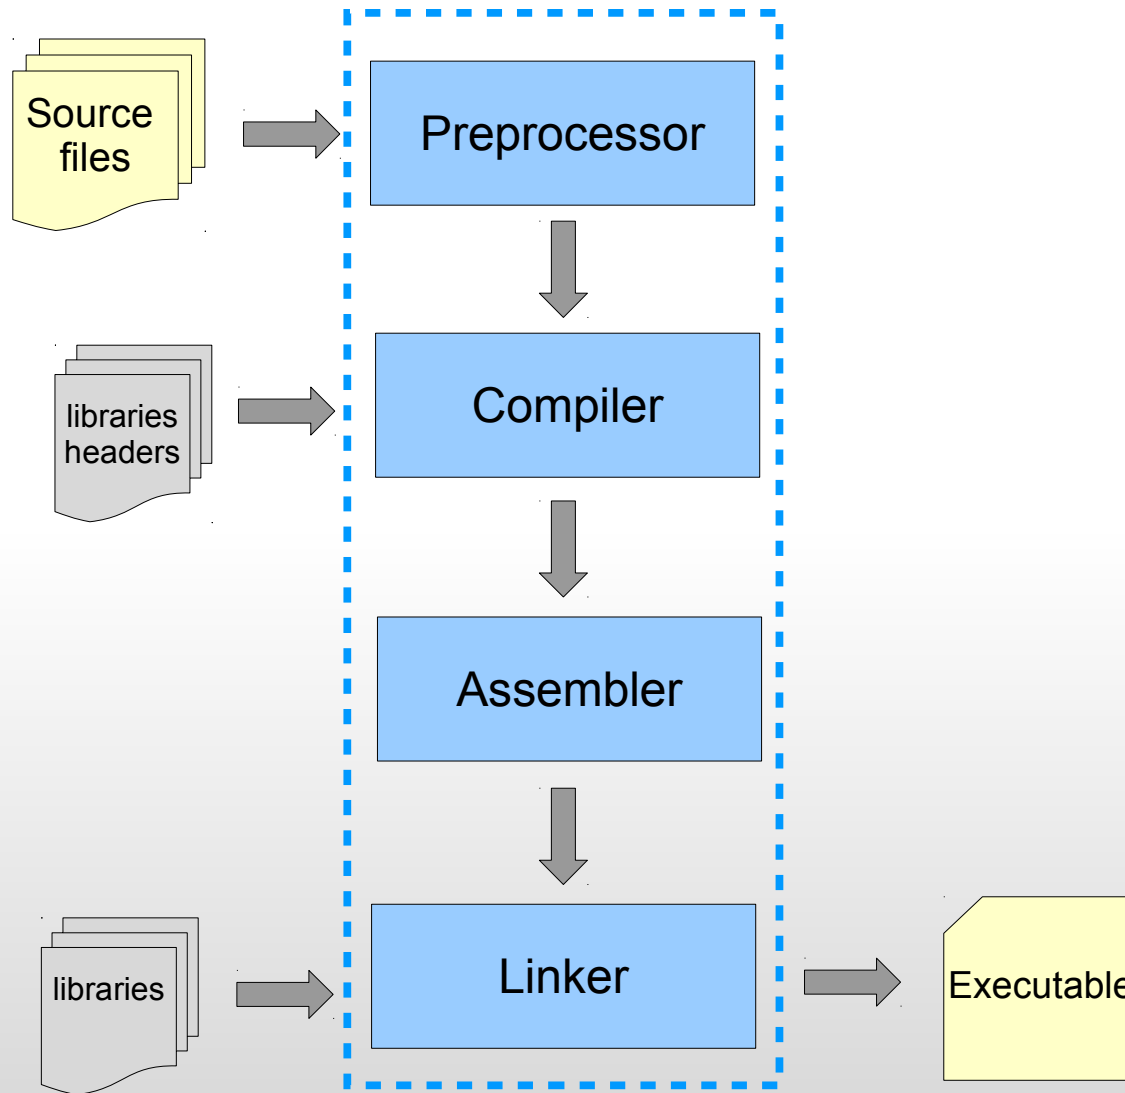 Source
files
Preprocessor
libraries
headers
Compiler
Assembler
libraries
Linker
Executable